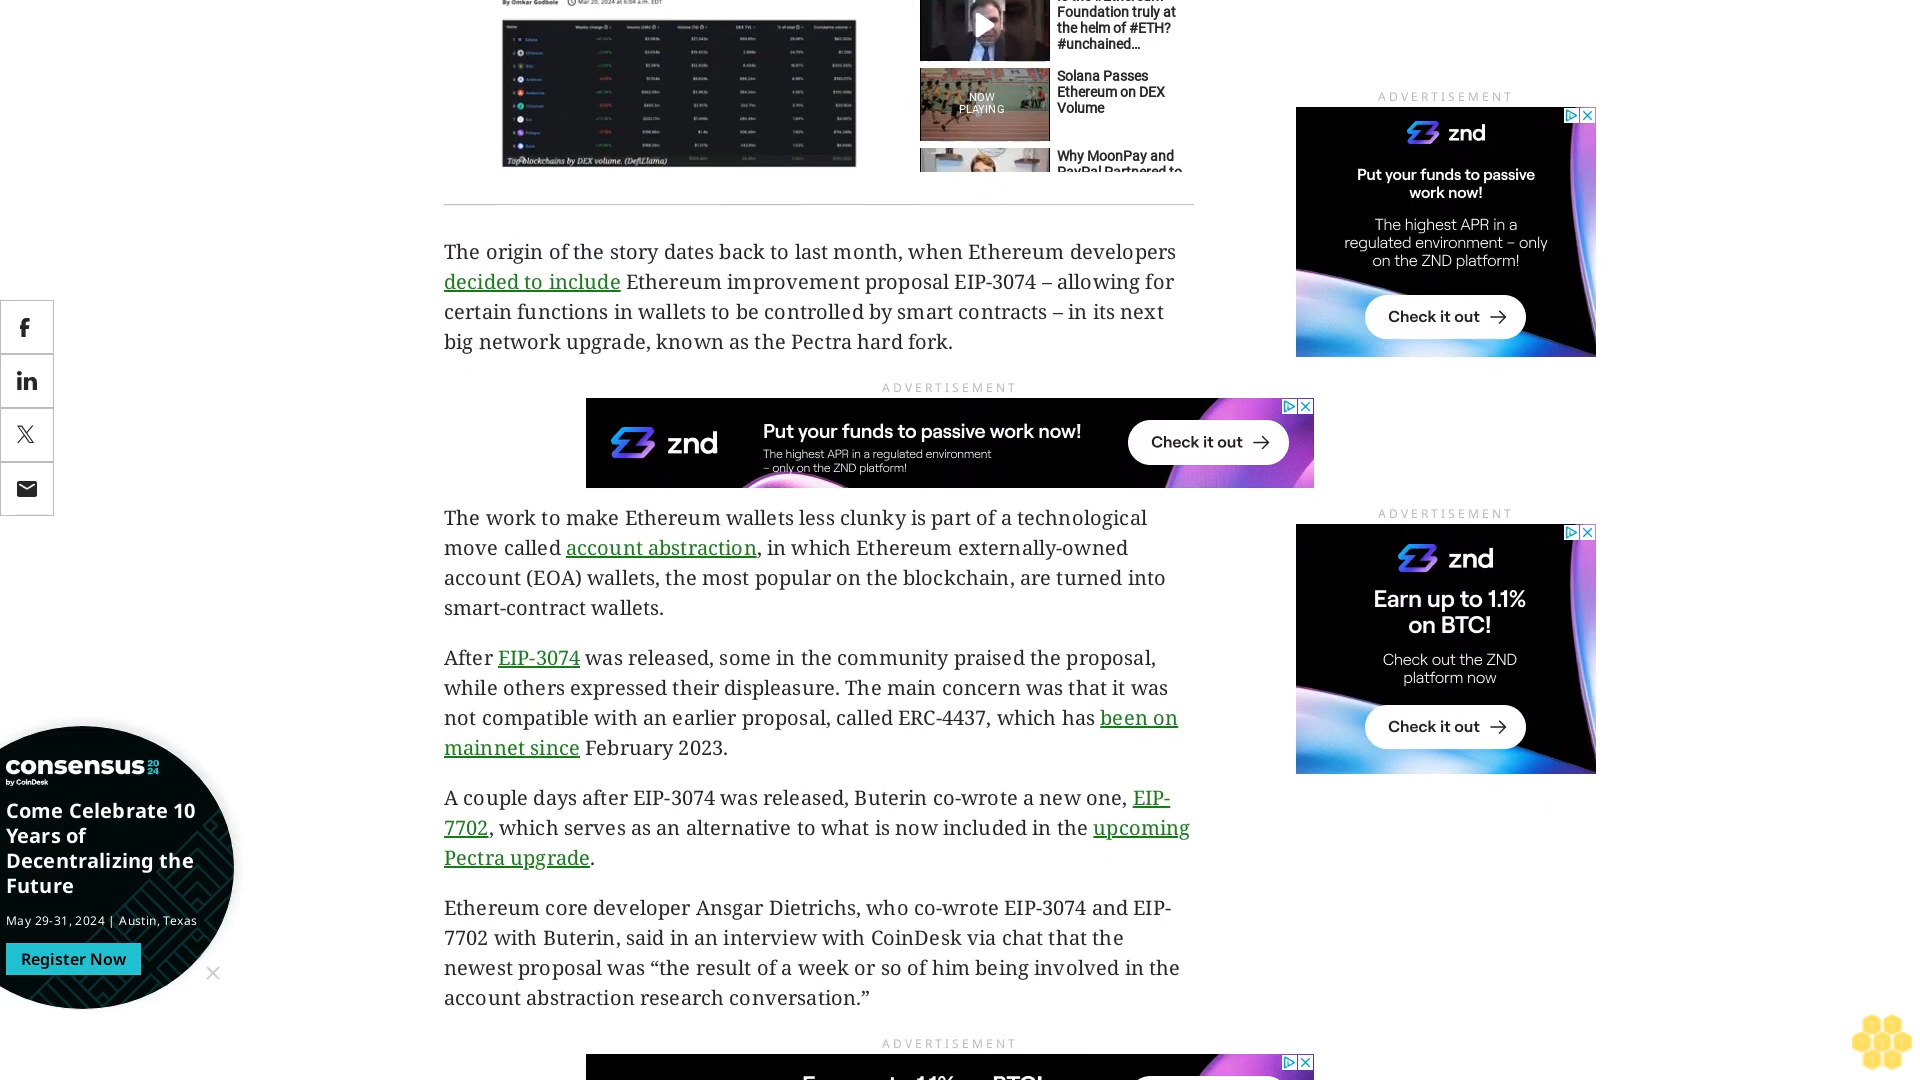 By Omkar Godbole Mar 20, 2024 at 6:04 a.m. EDT
Top blockchains by DEX volume. (DefiLlama)
Foundation truly at
the helm of #ETH?
#unchained...
Solana Passes
Ethereum on DEX
Volume
NOW
PLAYING
Why MoonPay and
PayPal Partnered to
The origin of the story dates back to last month, when Ethereum developers
decided to include Ethereum improvement proposal EIP-3074 – allowing for
certain functions in wallets to be controlled by smart contracts – in its next
big network upgrade, known as the Pectra hard fork.
ADVERTISEMENT
znd
Put your funds to passive work now!
The highest APR in a regulated environment
– only on the ZND platform!
Check it out
The work to make Ethereum wallets less clunky is part of a technological
move called account abstraction, in which Ethereum externally-owned
account (EOA) wallets, the most popular on the blockchain, are turned into
smart-contract wallets.
After EIP-3074 was released, some in the community praised the proposal,
while others expressed their displeasure. The main concern was that it was
not compatible with an earlier proposal, called ERC-4437, which has been on
mainnet since February 2023.
A couple days after EIP-3074 was released, Buterin co-wrote a new one, EIP-
7702, which serves as an alternative to what is now included in the upcoming
Pectra upgrade.
Ethereum core developer Ansgar Dietrichs, who co-wrote EIP-3074 and EIP-
7702 with Buterin, said in an interview with CoinDesk via chat that the
newest proposal was “the result of a week or so of him being involved in the
account abstraction research conversation.”
ADVERTISEMENT
ADVERTISEMENT
znd
Put your funds to passive
work now!
The highest APR in a
regulated environment – only
on the ZND platform!
Check it out
ADVERTISEMENT
znd
Earn up to 1.1%
on BTC!
Check out the ZND
platform now
Check it out
consensus 2024
by CoinDesk
Come Celebrate 10
Years of
Decentralizing the
Future
May 29-31, 2024 | Austin, Texas
Register Now